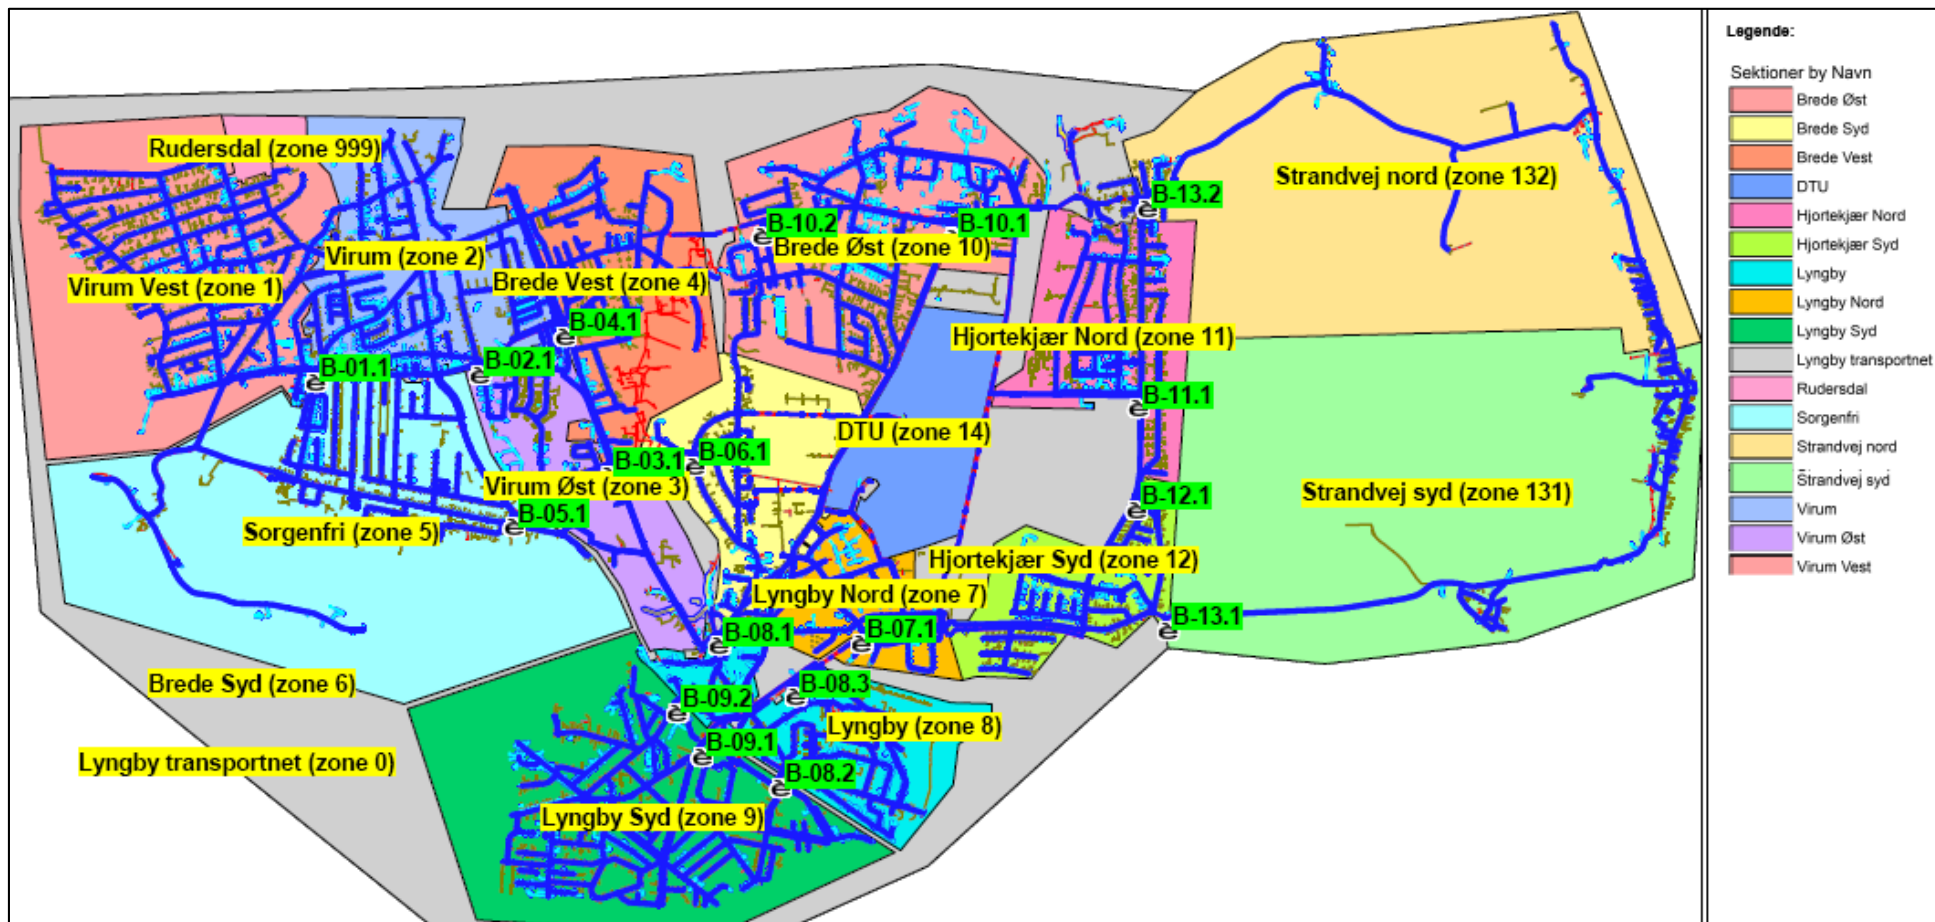 Legende:
Sektioner by Navn
Brede Øst
Brede Syd
Brede Vest
DTU
Hjortekjær Nord
Hjortekjær Syd
Lyngby
Lyngby Nord
Lyngby Syd
Lyngby transportnet
Rudersdal
Sorgenfri
Strandvej nord
Strandvej syd
Virum
Virum Øst
Virum Vest
Rudersdal (zone 999)
Strandvej nord (zone 132)
B-13.2
B-10.2
B-10.1
Brede Øst (zone 10)
Virum (zone 2)
Brede Vest (zone 4)
Virum Vest (zone 1)
B-04.1
Hjortekjær Nord (zone 11)
B-01.1
B-02.1
B-11.1
DTU (zone 14)
B-03.1
B-06.1
Virum Øst (zone 3)
Strandvej syd (zone 131)
B-12.1
B-05.1
Sorgenfri (zone 5)
Hjortekjær Syd (zone 12)
Lyngby Nord (zone 7)
B-13.1
B-08.1
B-07.1
Brede Syd (zone 6)
B-08.3
B-09.2
Lyngby (zone 8)
B-09.1
Lyngby transportnet (zone 0)
B-08.2
Lyngby Syd (zone 9)